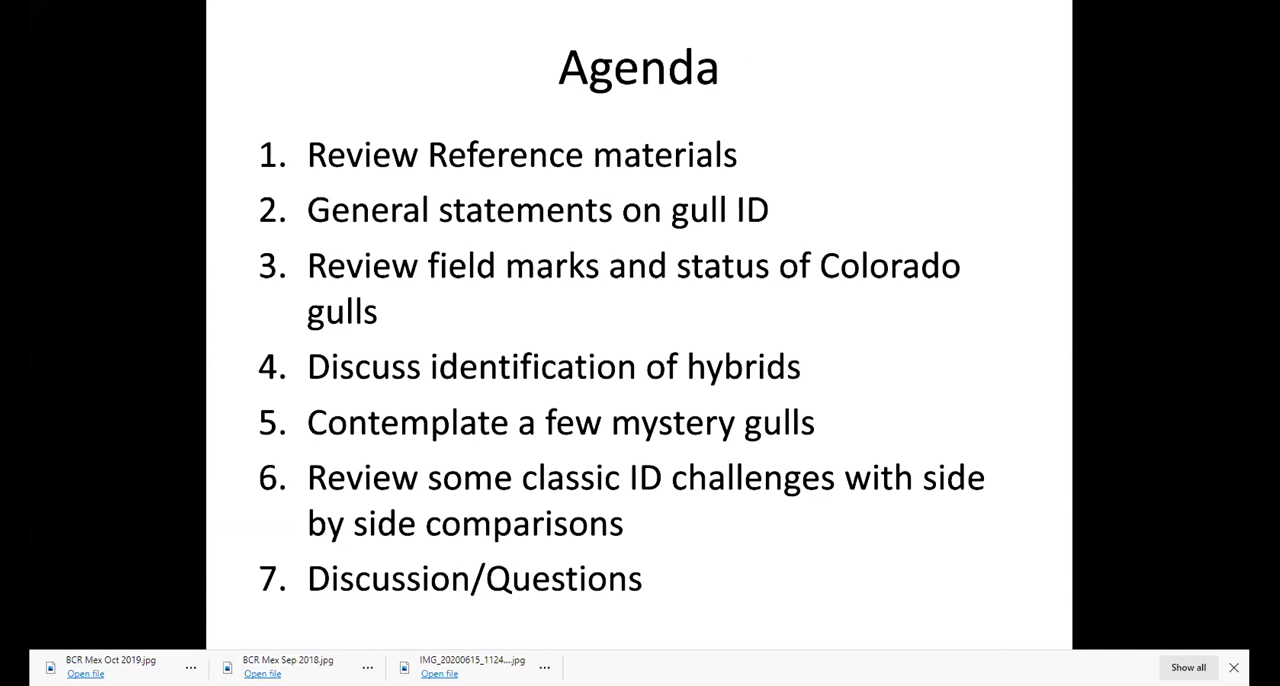 Agenda
1. Review Reference materials
2. General statements on gull ID
3. Review field marks and status of Colorado
gulls
4. Discuss identification of hybrids
5. Contemplate a few mystery gulls
6. Review some classic ID challenges with side
by side comparisons
7. Discussion/Questions
BCR Mex Oct 2019.jpg
Open file
...
BCR Mex Sep 2018.jpg
Open file
...
IMG_20200615_1124....jpg
Open file
...
Show all